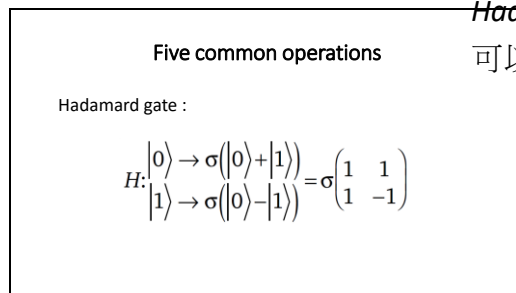 Five common operations
Hadamard gate :
H: |0⟩ → σ(|0⟩+|1⟩) = σ(1 1)
|1⟩ → σ(|0⟩−|1⟩) (1 −1)